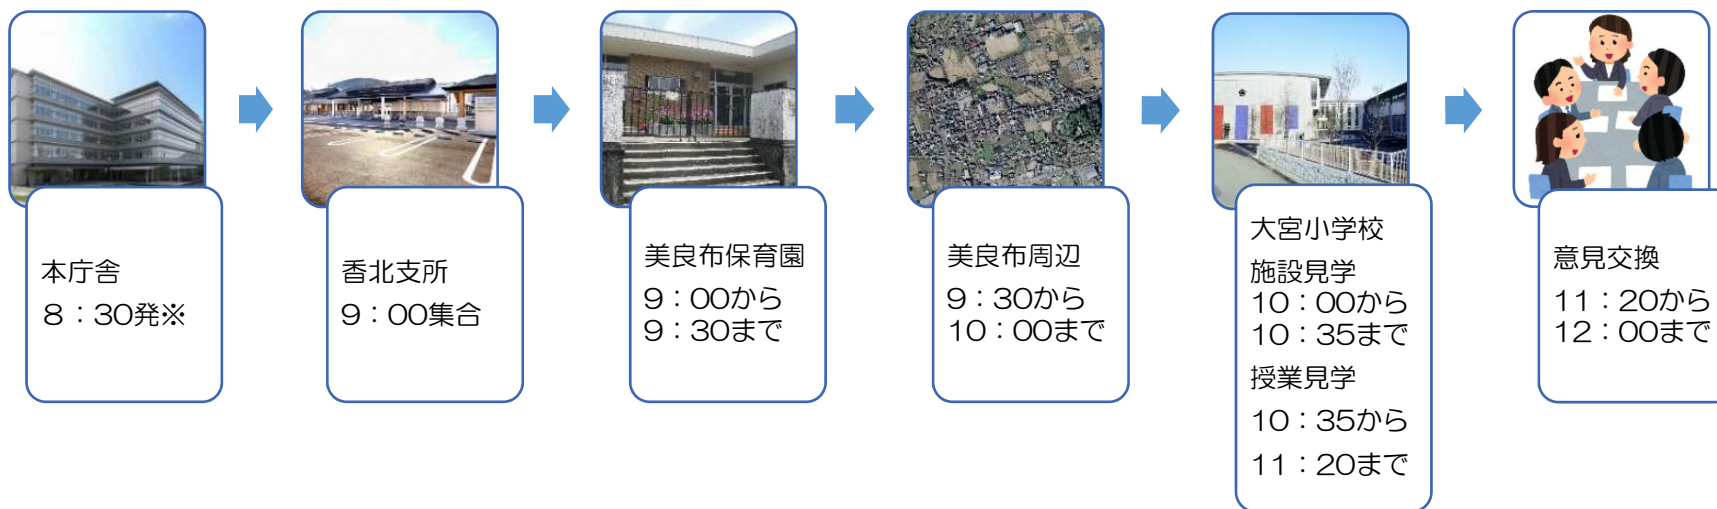 本庁舎
8：30発※
香北支所
9：00集合
美良布保育園
9：00から
9：30まで
美良布周辺
9：30から
10：00まで
大宮小学校
施設見学
10：00から
10：35まで
授業見学
10：35から
11：20まで
意見交換
11：20から
12：00まで